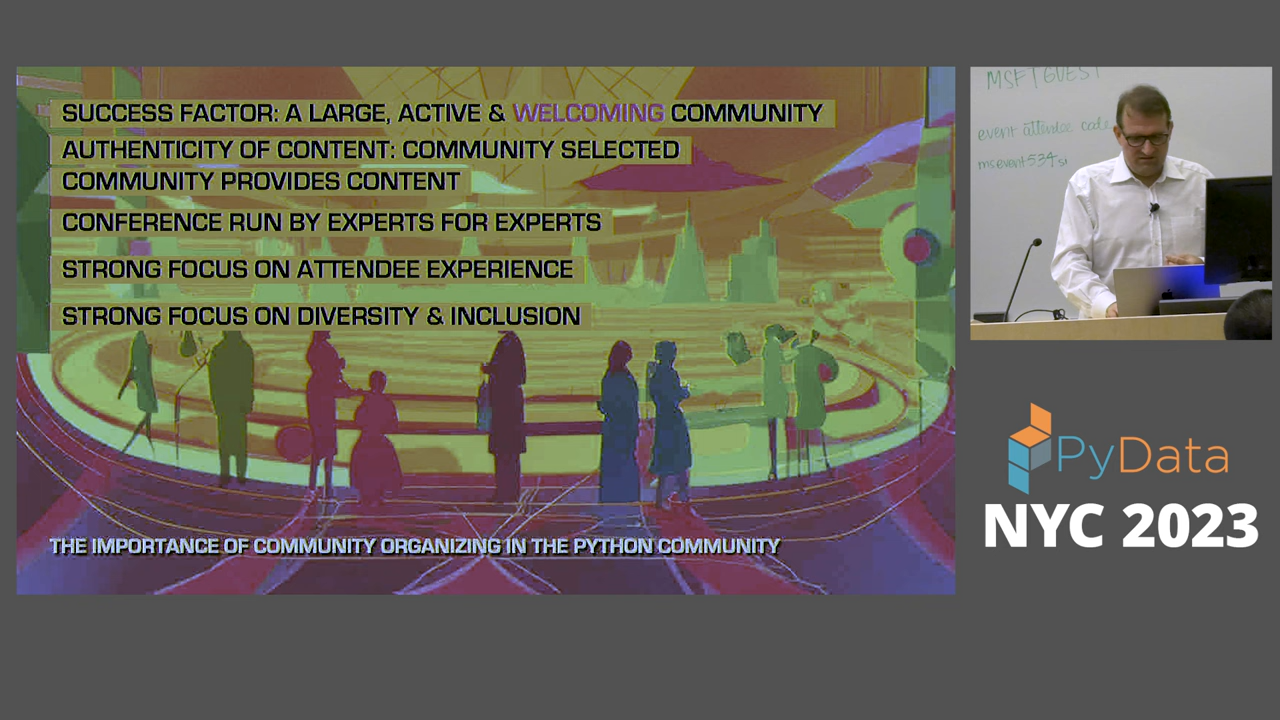 SUCCESS FACTOR: A LARGE, ACTIVE & WELCOMING COMMUNITY
AUTHENTICITY OF CONTENT: COMMUNITY SELECTED
COMMUNITY PROVIDES CONTENT
CONFERENCE RUN BY EXPERTS FOR EXPERTS
STRONG FOCUS ON ATTENDEE EXPERIENCE
STRONG FOCUS ON DIVERSITY & INCLUSION
THE IMPORTANCE OF COMMUNITY ORGANIZING IN THE PYTHON COMMUNITY
MSFTGUEST
event attendee code
msevent534si
PyData
NYC 2023